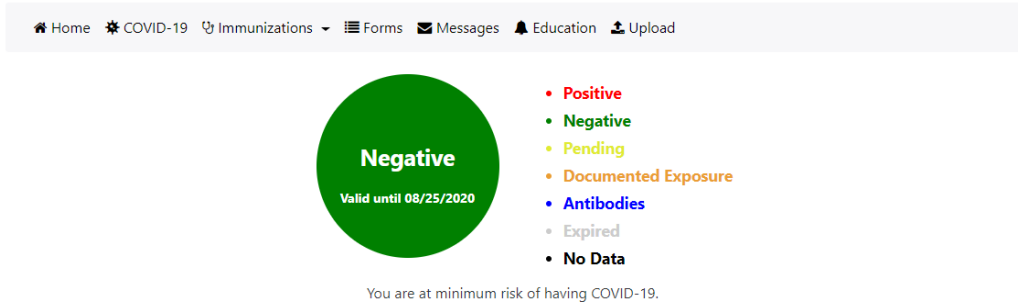 Home COVID-19 Immunizations Forms Messages Education Upload
Negative
Valid until 08/25/2020
Positive
Negative
Pending
Documented Exposure
Antibodies
Expired
No Data
You are at minimum risk of having COVID-19.